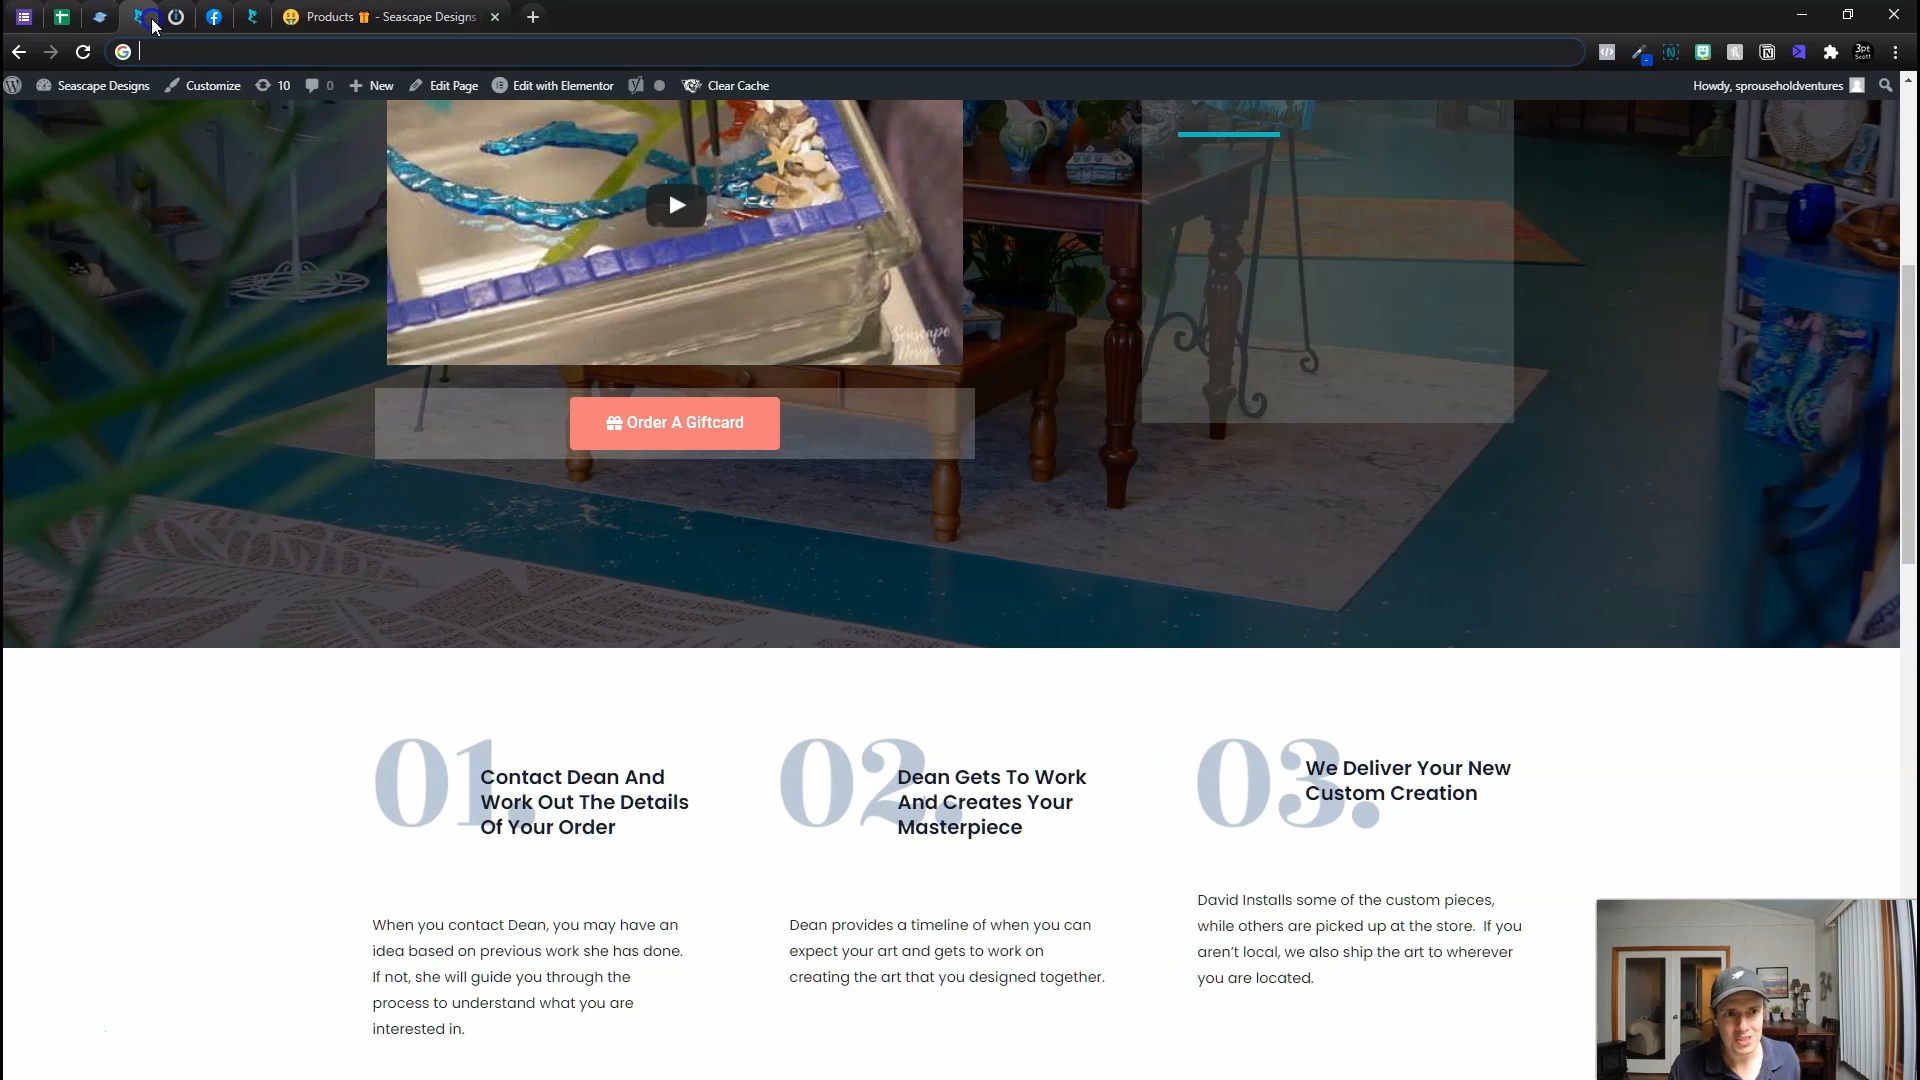 Products 🎁 - Seascape Designs
Seascape Designs
Customize
10
0
New
Edit Page
Edit with Elementor
Clear Cache
Howdy, sprouseholdventures
3pt
Scott
Seascape
Designs
Order A Giftcard
01.
Contact Dean And
Work Out The Details
Of Your Order
When you contact Dean, you may have an
idea based on previous work she has done.
If not, she will guide you through the
process to understand what you are
interested in.
02.
Dean Gets To Work
And Creates Your
Masterpiece
Dean provides a timeline of when you can
expect your art and gets to work on
creating the art that you designed together.
03.
We Deliver Your New
Custom Creation
David Installs some of the custom pieces,
while others are picked up at the store.  If you
aren't local, we also ship the art to wherever
you are located.